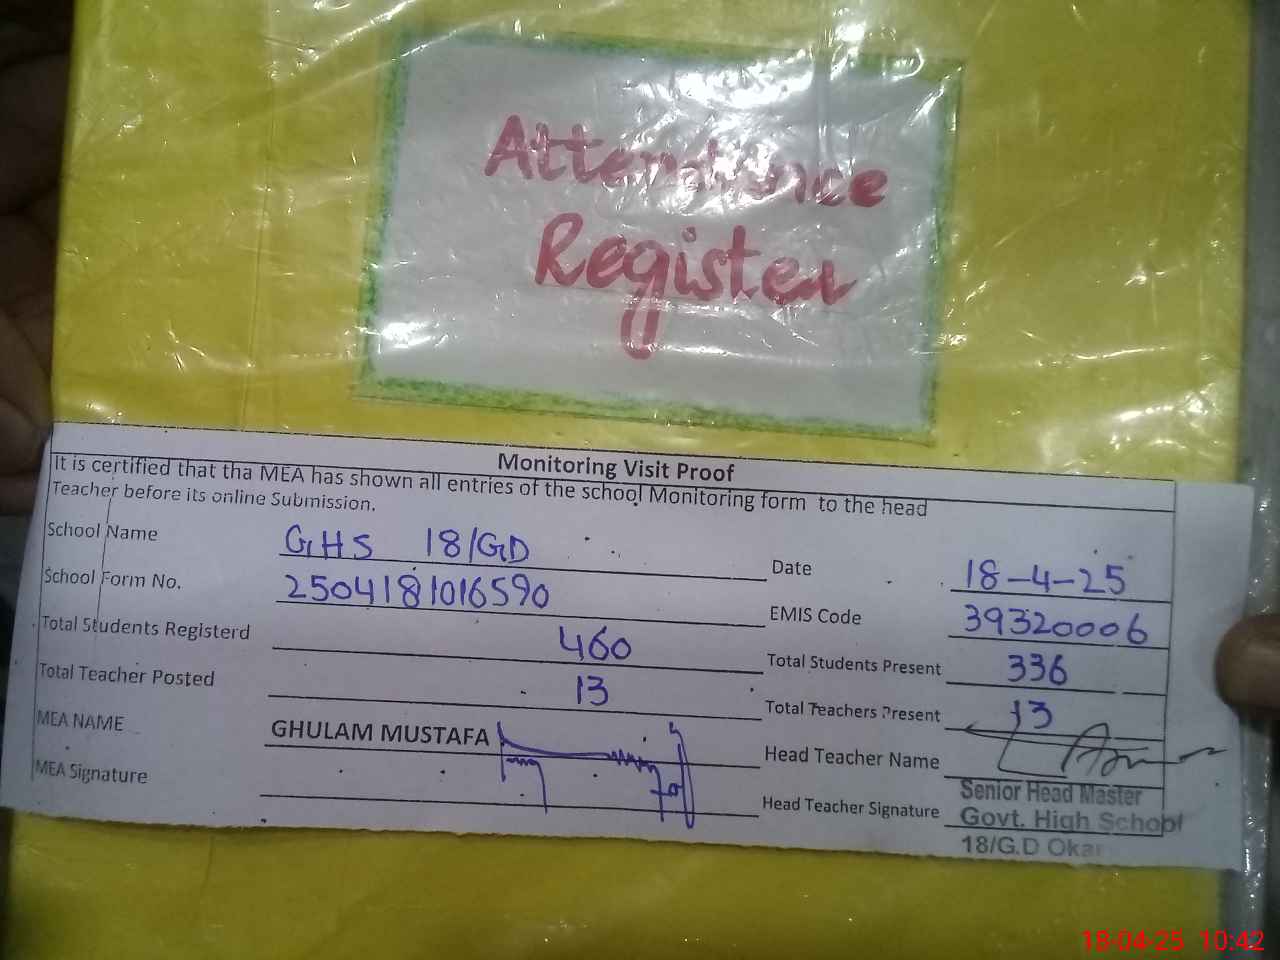 Attendance
Register
Monitoring Visit Proof
It is certified that tha MEA has shown all entries of the school Monitoring form to the head
Teacher before its online Submission.
School Name GHS 18/GD Date 18-4-25
School Form No. 2504181016590 EMIS Code 39320006
Total Students Registerd 460 Total Students Present 336
Total Teacher Posted 13 Total Teachers Present 13
MEA NAME GHULAM MUSTAFA Head Teacher Name
MEA Signature Head Teacher Signature
Senior Head Master
Govt. High School
18/G.D
18-04-25 10:42